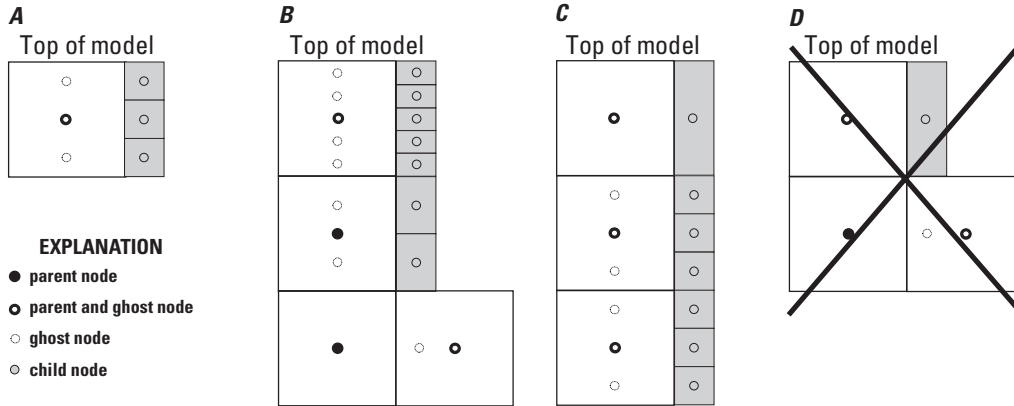 A
Top of model
B
Top of model
C
Top of model
D
Top of model
EXPLANATION
parent node
parent and ghost node
ghost node
child node